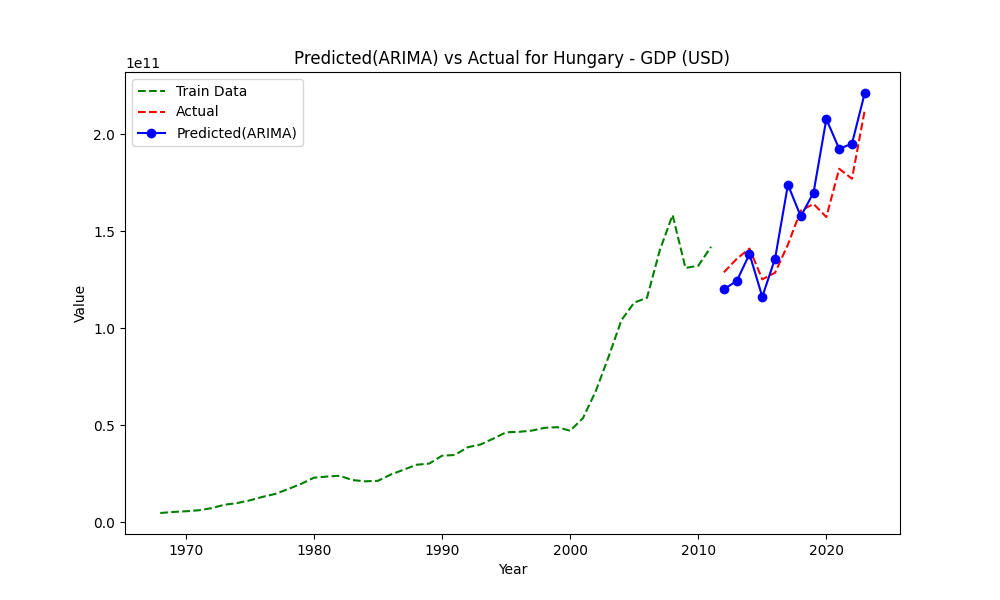 Predicted(ARIMA) vs Actual for Hungary - GDP (USD)
1e11
Train Data
Actual
Predicted(ARIMA)
2.0
1.5
1.0
0.5
0.0
Value
1970 1980 1990 2000 2010 2020
Year